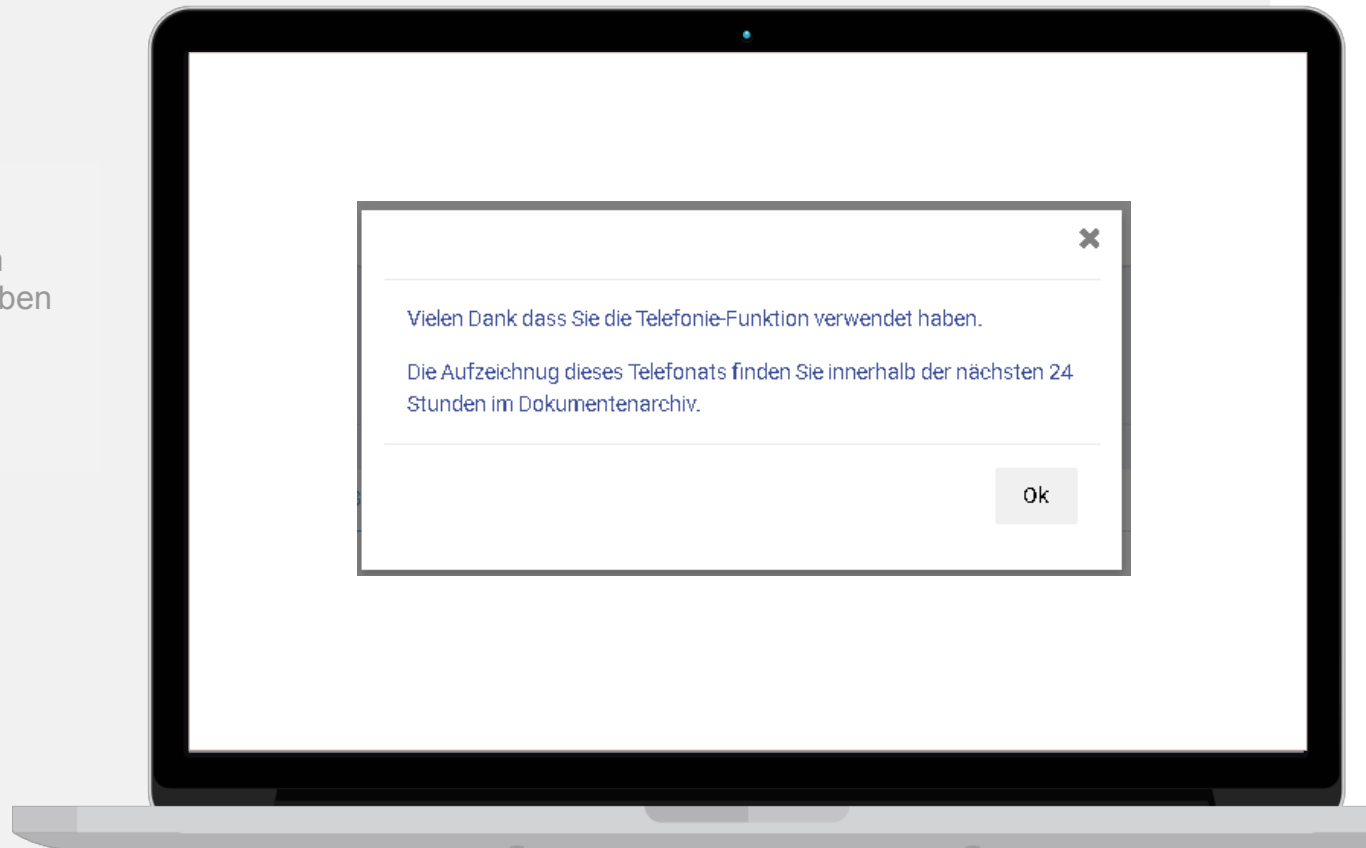 ben
Vielen Dank dass Sie die Telefonie-Funktion verwendet haben.
Die Aufzeichnug dieses Telefonats finden Sie innerhalb der nächsten 24
Stunden im Dokumentenarchiv.
Ok